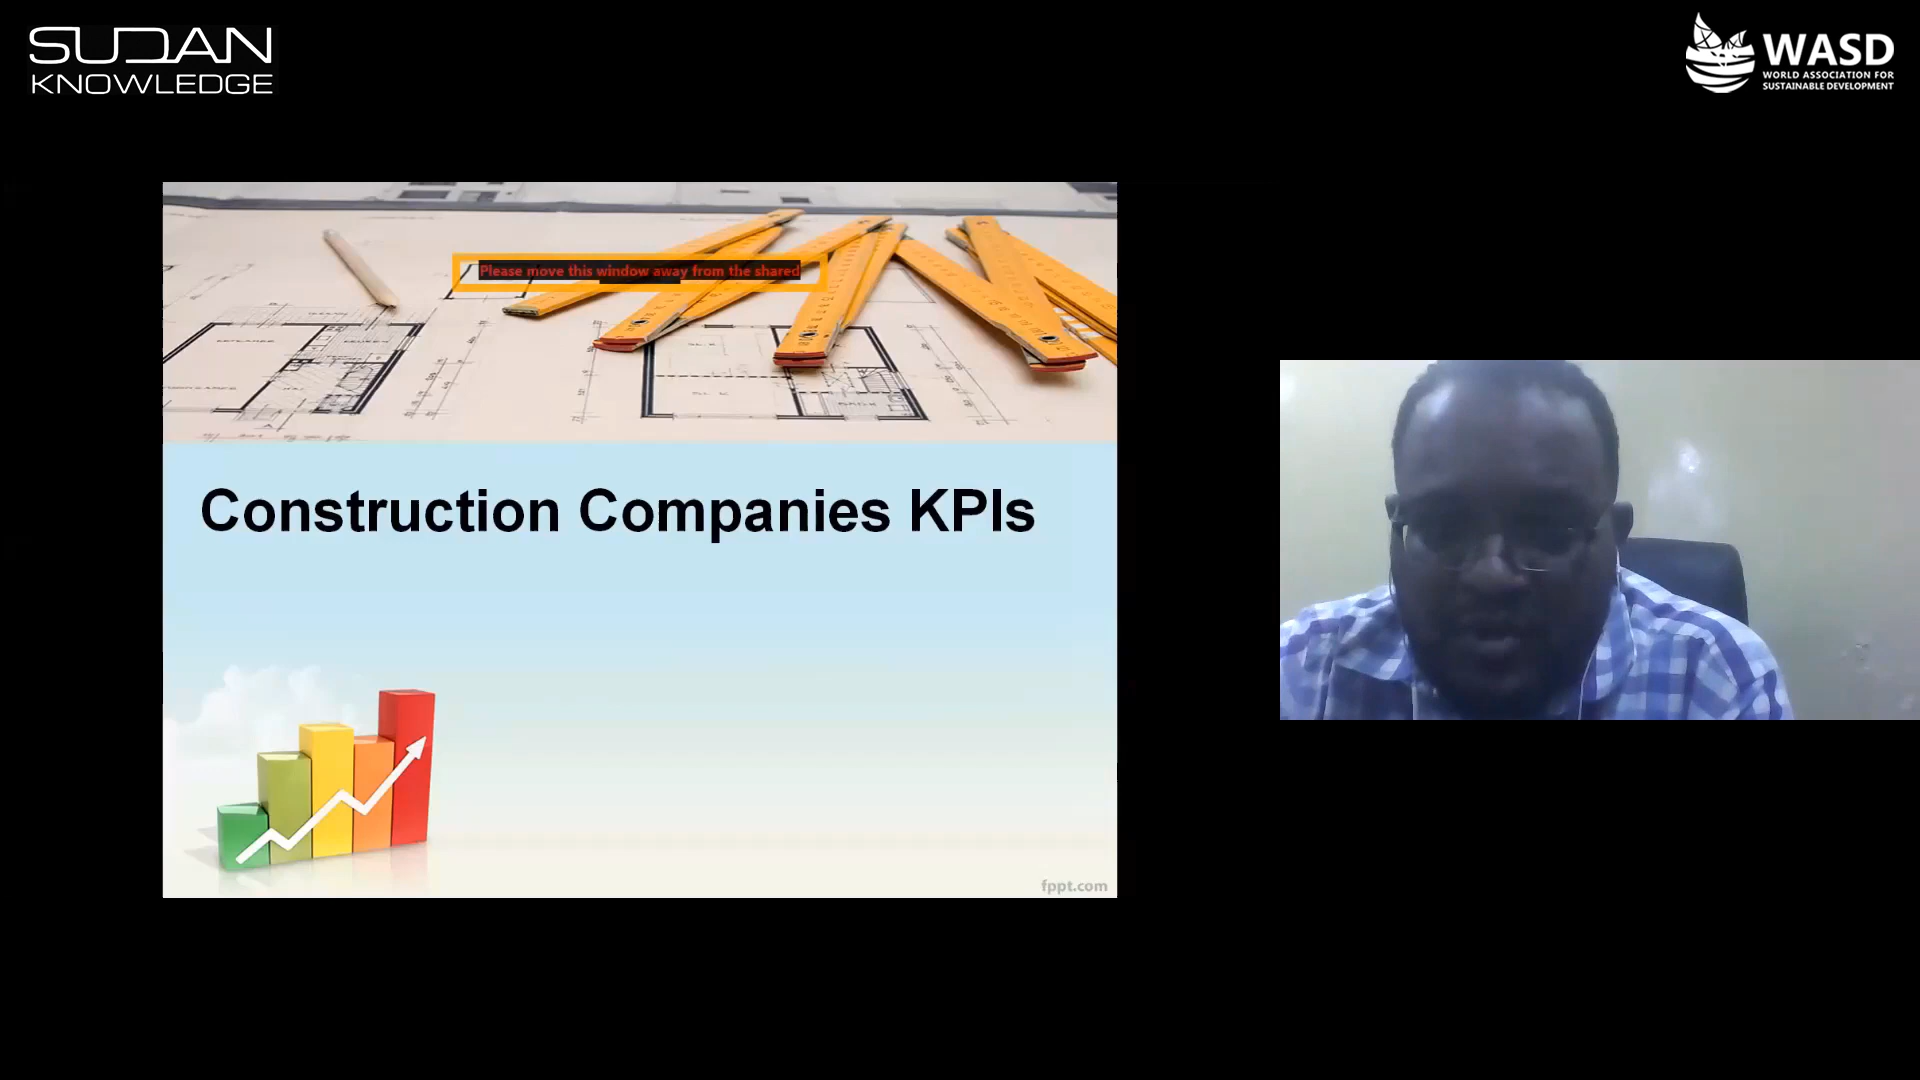 SUDAN
KNOWLEDGE
WASD
WORLD ASSOCIATION FOR
SUSTAINABLE DEVELOPMENT
Please move this window away from the shared
Construction Companies KPIs
fppt.com